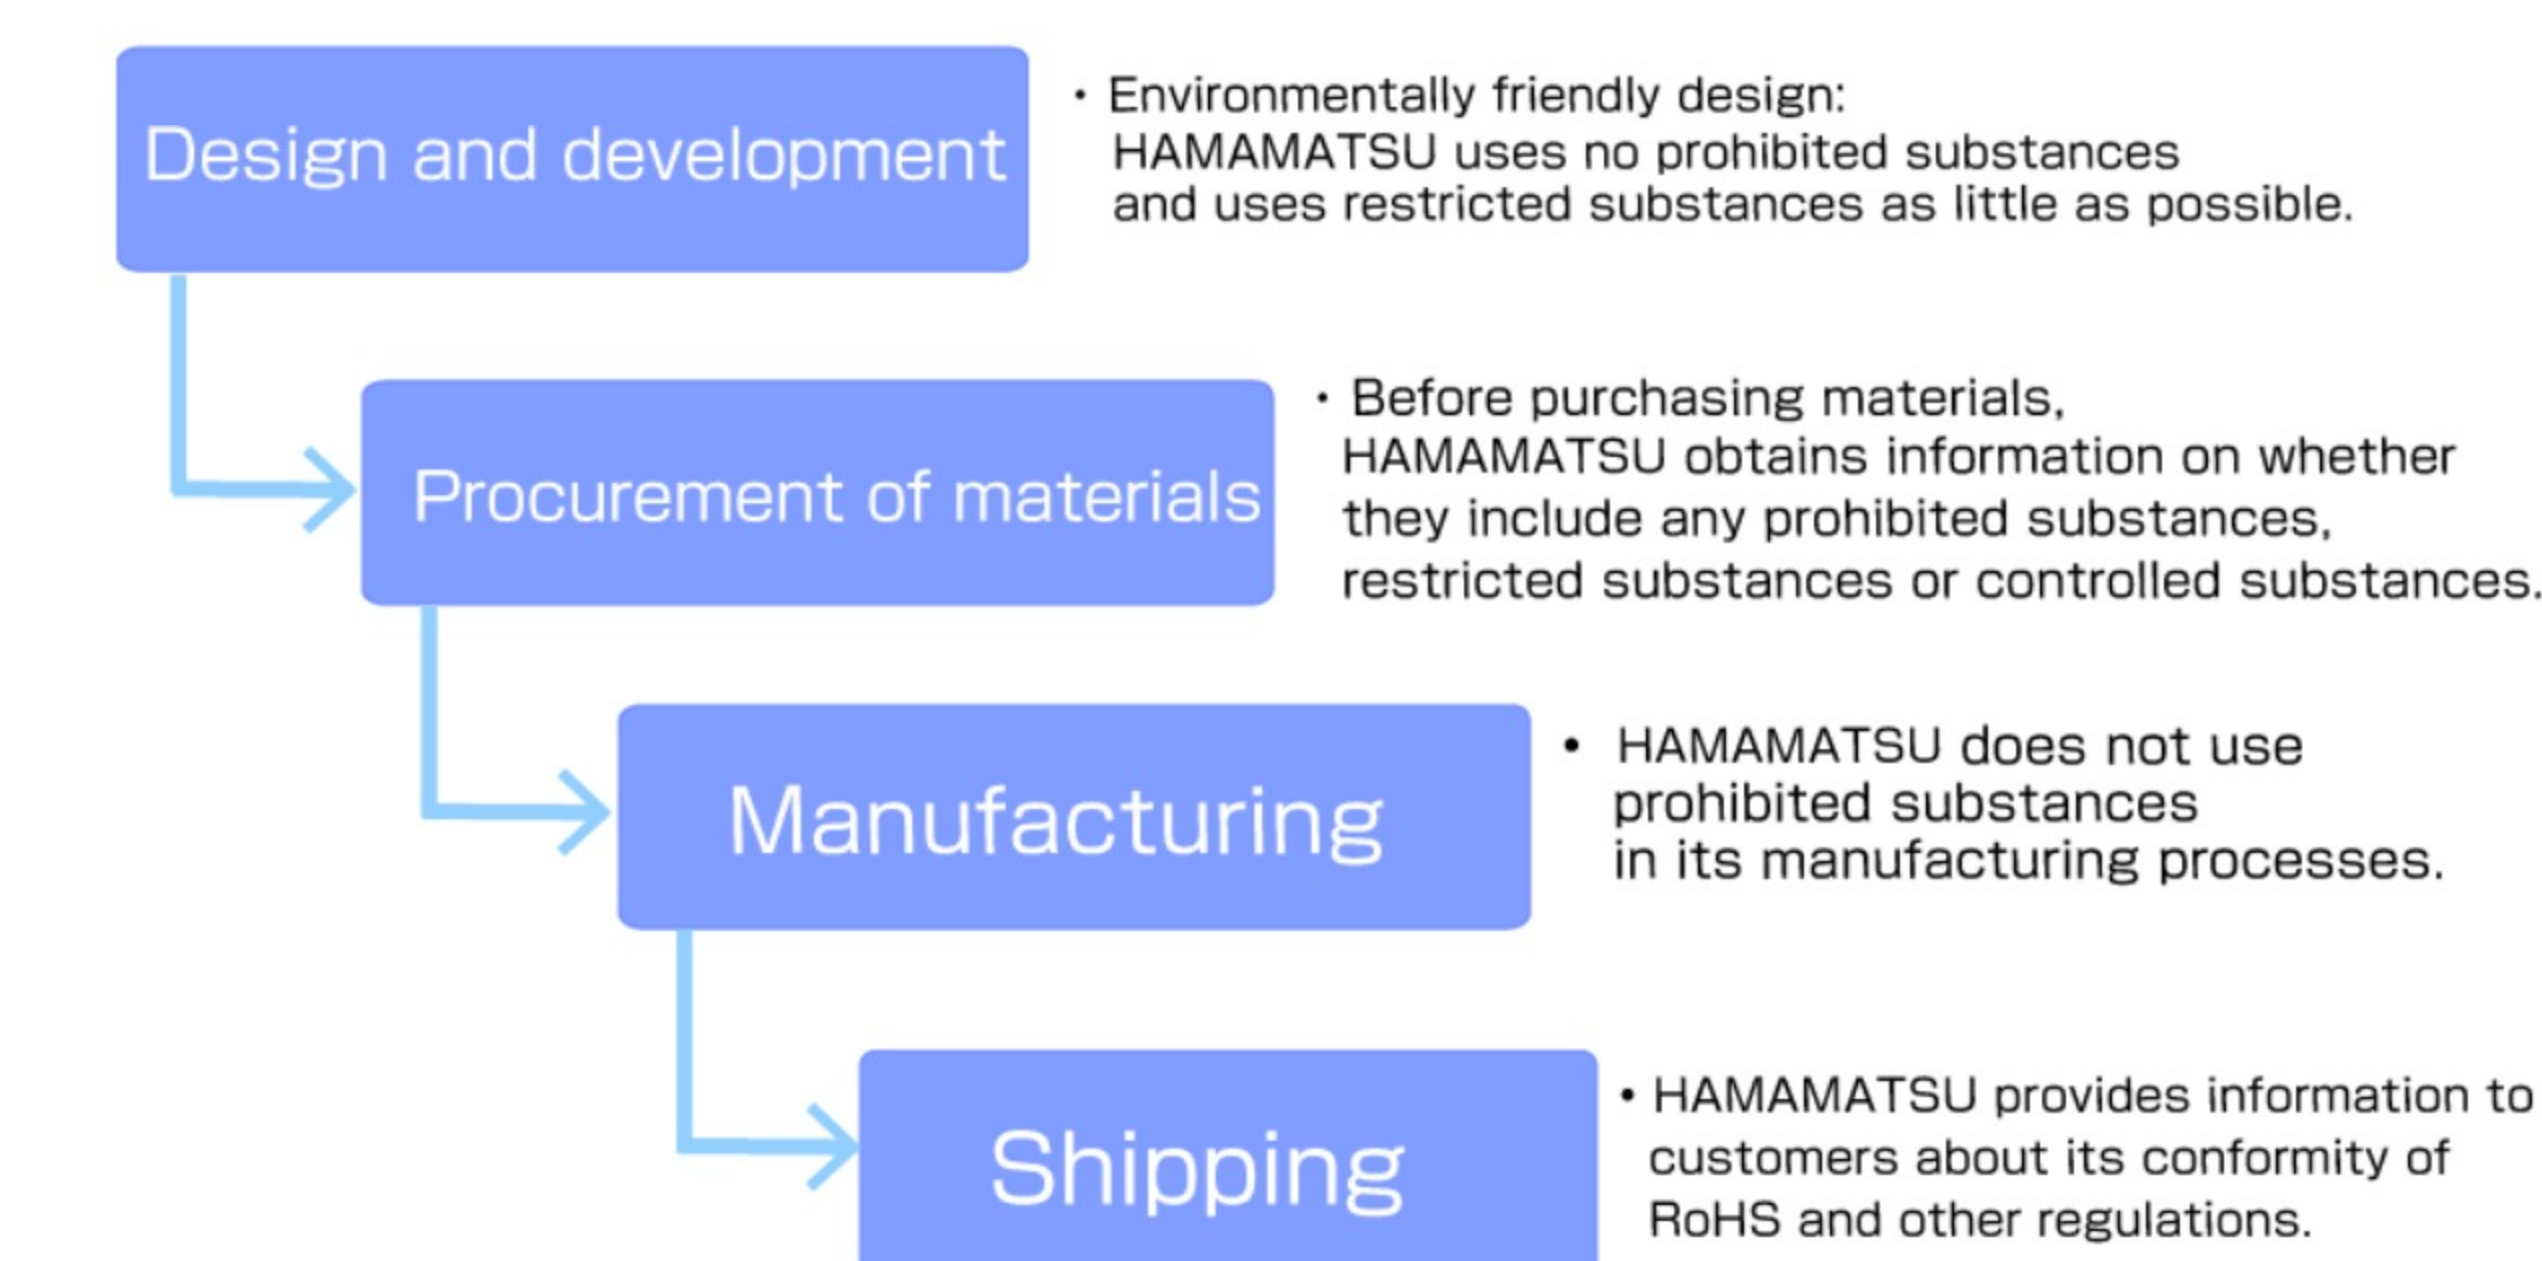 Design and development
・Environmentally friendly design:
HAMAMATSU uses no prohibited substances
and uses restricted substances as little as possible.
Procurement of materials
・Before purchasing materials,
HAMAMATSU obtains information on whether
they include any prohibited substances,
restricted substances or controlled substances.
Manufacturing
• HAMAMATSU does not use
prohibited substances
in its manufacturing processes.
Shipping
• HAMAMATSU provides information to
customers about its conformity of
RoHS and other regulations.